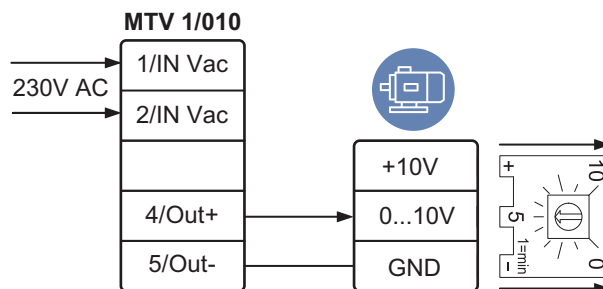 MTV 1/010
230V AC
1/IN Vac
2/IN Vac
4/Out+
5/Out-
+10V
0...10V
GND
+
5
-
10
1=min
0